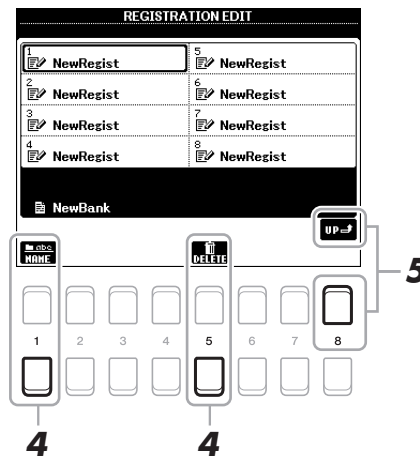 REGISTRATION EDIT
1 NewRegist
5 NewRegist
2 NewRegist
6 NewRegist
3 NewRegist
7 NewRegist
4 NewRegist
8 NewRegist
NewBank
UP
abc
NAME
DELETE
5
1 2 3 4 5 6 7 8
4 4